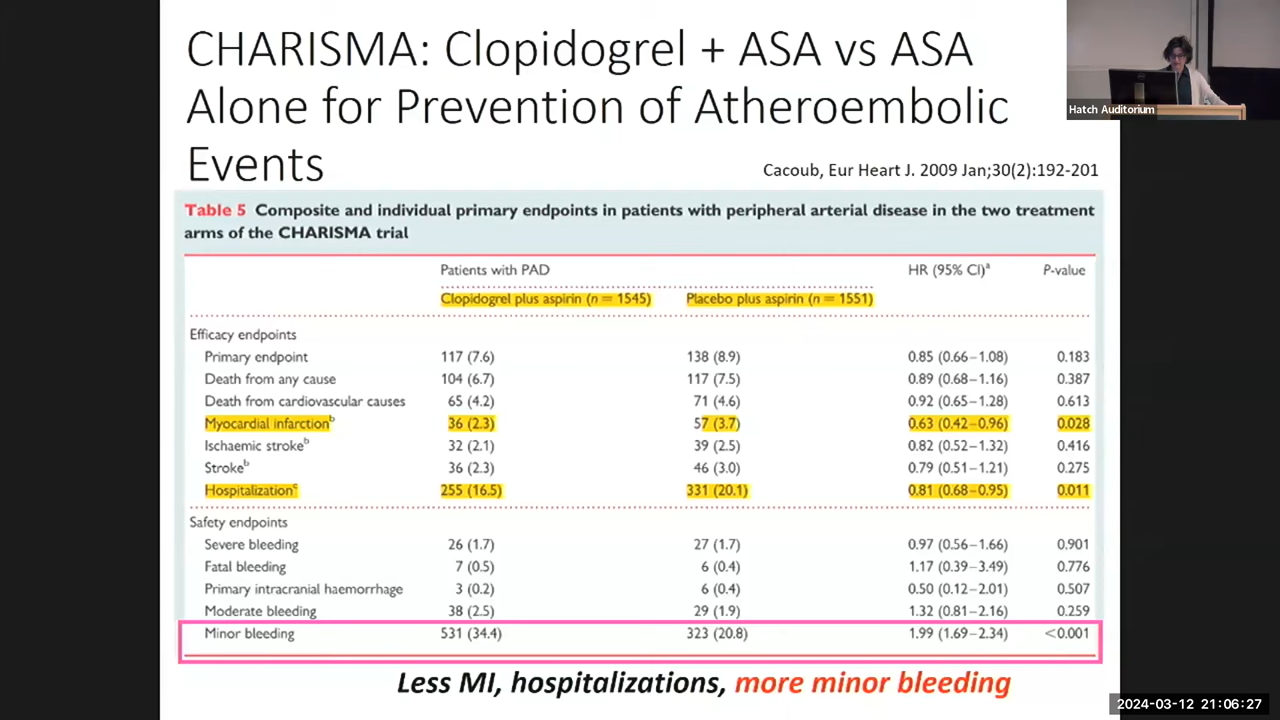 CHARISMA: Clopidogrel + ASA vs ASA
Alone for Prevention of Atheroembolic
Events
Cacoub, Eur Heart J. 2009 Jan;30(2):192-201
Hatch Auditorium
Table 5 Composite and individual primary endpoints in patients with peripheral arterial disease in the two treatment
arms of the CHARISMA trial
Patients with PAD HR (95% CI)a P-value
Clopidogrel plus aspirin (n = 1545) Placebo plus aspirin (n = 1551)
Efficacy endpoints
Primary endpoint 117 (7.6) 138 (8.9) 0.85 (0.66–1.08) 0.183
Death from any cause 104 (6.7) 117 (7.5) 0.89 (0.68–1.16) 0.387
Death from cardiovascular causes 65 (4.2) 71 (4.6) 0.92 (0.65–1.28) 0.613
Myocardial infarctionb 36 (2.3) 57 (3.7) 0.63 (0.42–0.96) 0.028
Ischaemic strokeb 32 (2.1) 39 (2.5) 0.82 (0.52–1.32) 0.416
Strokeb 36 (2.3) 46 (3.0) 0.79 (0.51–1.21) 0.275
Hospitalizationc 255 (16.5) 331 (20.1) 0.81 (0.68–0.95) 0.011
Safety endpoints
Severe bleeding 26 (1.7) 27 (1.7) 0.97 (0.56–1.66) 0.901
Fatal bleeding 7 (0.5) 6 (0.4) 1.17 (0.39–3.49) 0.776
Primary intracranial haemorrhage 3 (0.2) 6 (0.4) 0.50 (0.12–2.01) 0.507
Moderate bleeding 38 (2.5) 29 (1.9) 1.32 (0.81–2.16) 0.259
Minor bleeding 531 (34.4) 323 (20.8) 1.99 (1.69–2.34) <0.001
Less MI, hospitalizations, more minor bleeding
2024-03-12 21:06:27